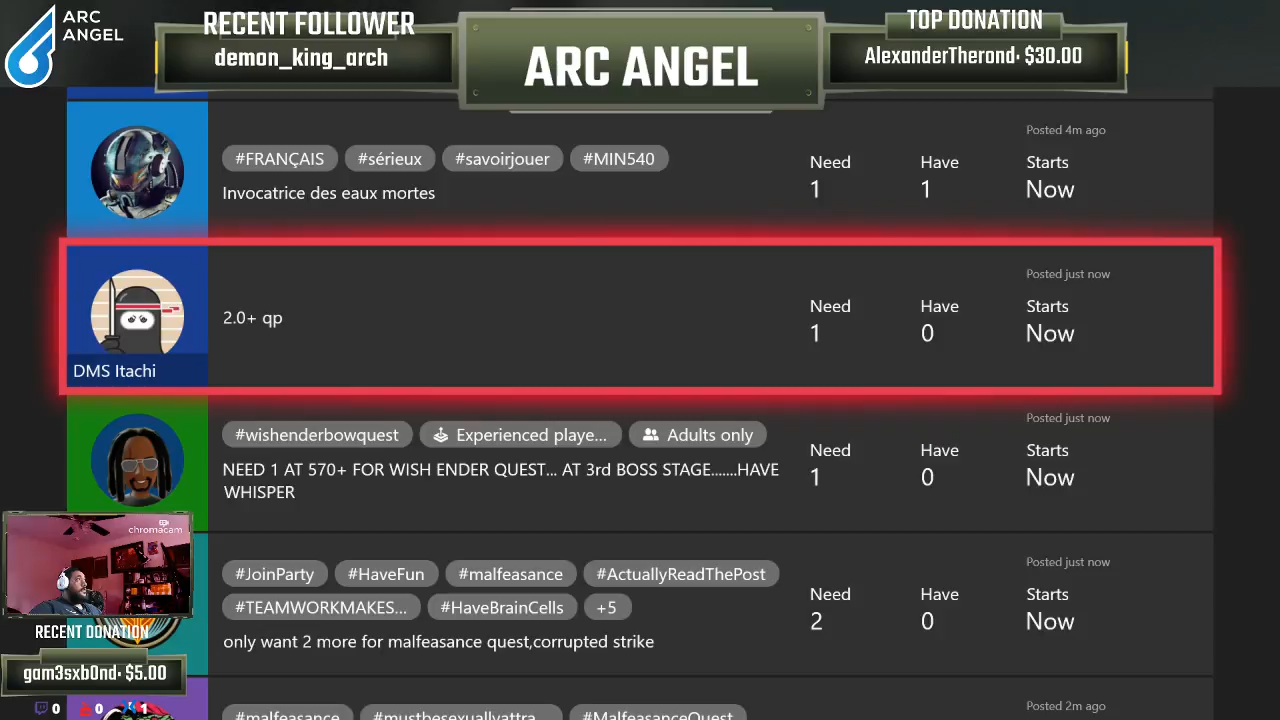 ARC
ANGEL
RECENT FOLLOWER
demon_king_arch
ARC ANGEL
TOP DONATION
AlexanderTherond: $30.00
Posted 4m ago
#FRANÇAIS #sérieux #savoirjouer #MIN540
Invocatrice des eaux mortes
Need Have Starts
1 1 Now
Posted just now
2.0+ qp
Need Have Starts
1 0 Now
DMS Itachi
Posted just now
#wishenderbowquest Experienced playe... Adults only
NEED 1 AT 570+ FOR WISH ENDER QUEST... AT 3rd BOSS STAGE.......HAVE
WHISPER
Need Have Starts
1 0 Now
chromacam
Posted just now
#JoinParty #HaveFun #malfeasance #ActuallyReadThePost
#TEAMWORKMAKES... #HaveBrainCells +5
only want 2 more for malfeasance quest,corrupted strike
Need Have Starts
2 0 Now
RECENT DONATION
gam3sxb0nd: $5.00
0 0 1
Posted 2m ago
#malfeasance #mustbesexuallyattra... #MalfeasanceQuest